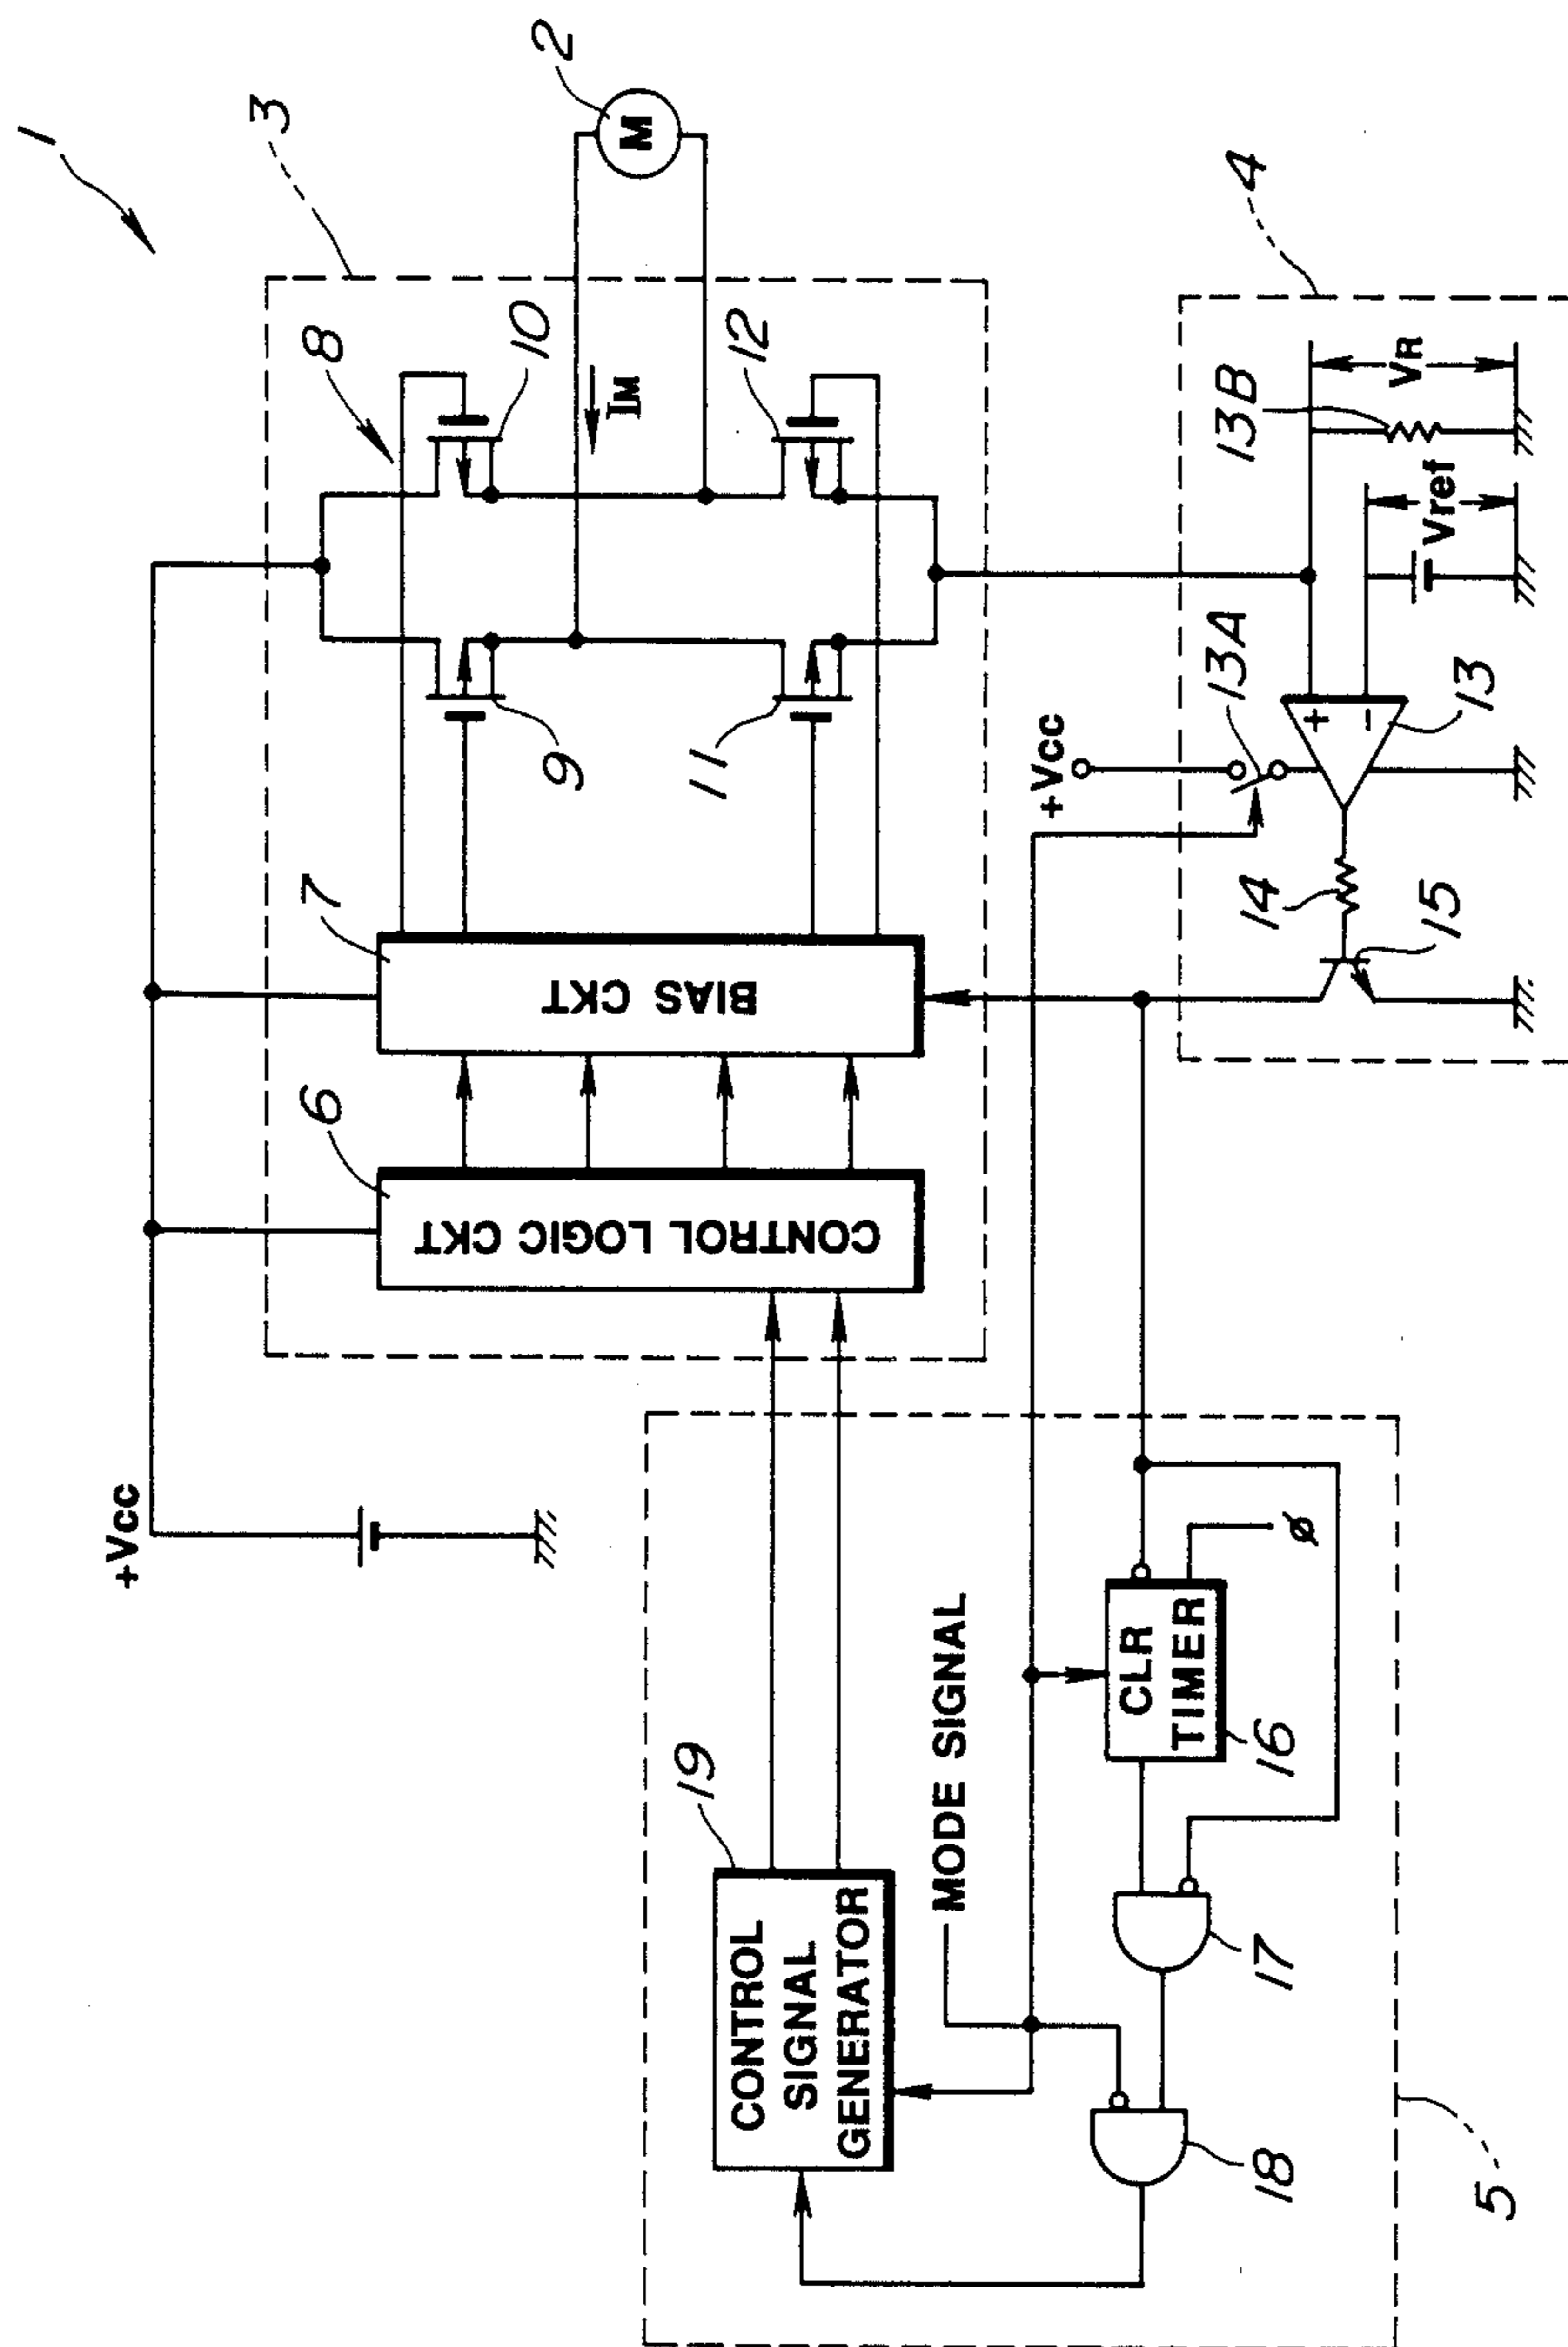 1
+Vcc
3
2
M
8
10
IM
12
9
11
7
BIAS CKT
6
CONTROL LOGIC CKT
4
13B
VR
Vref
13A
+Vcc
+
-
13
14
15
19
CONTROL
SIGNAL
GENERATOR
MODE SIGNAL
CLR
TIMER
16
ø
17
18
5